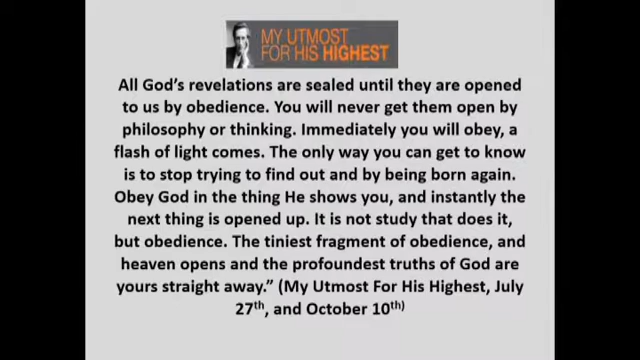 MY UTMOST
FOR HIS HIGHEST
All God's revelations are sealed until they are opened
to us by obedience. You will never get them open by
philosophy or thinking. Immediately you will obey, a
flash of light comes. The only way you can get to know
is to stop trying to find out and by being born again.
Obey God in the thing He shows you, and instantly the
next thing is opened up. It is not study that does it,
but obedience. The tiniest fragment of obedience, and
heaven opens and the profoundest truths of God are
yours straight away.” (My Utmost For His Highest, July
27th, and October 10th)